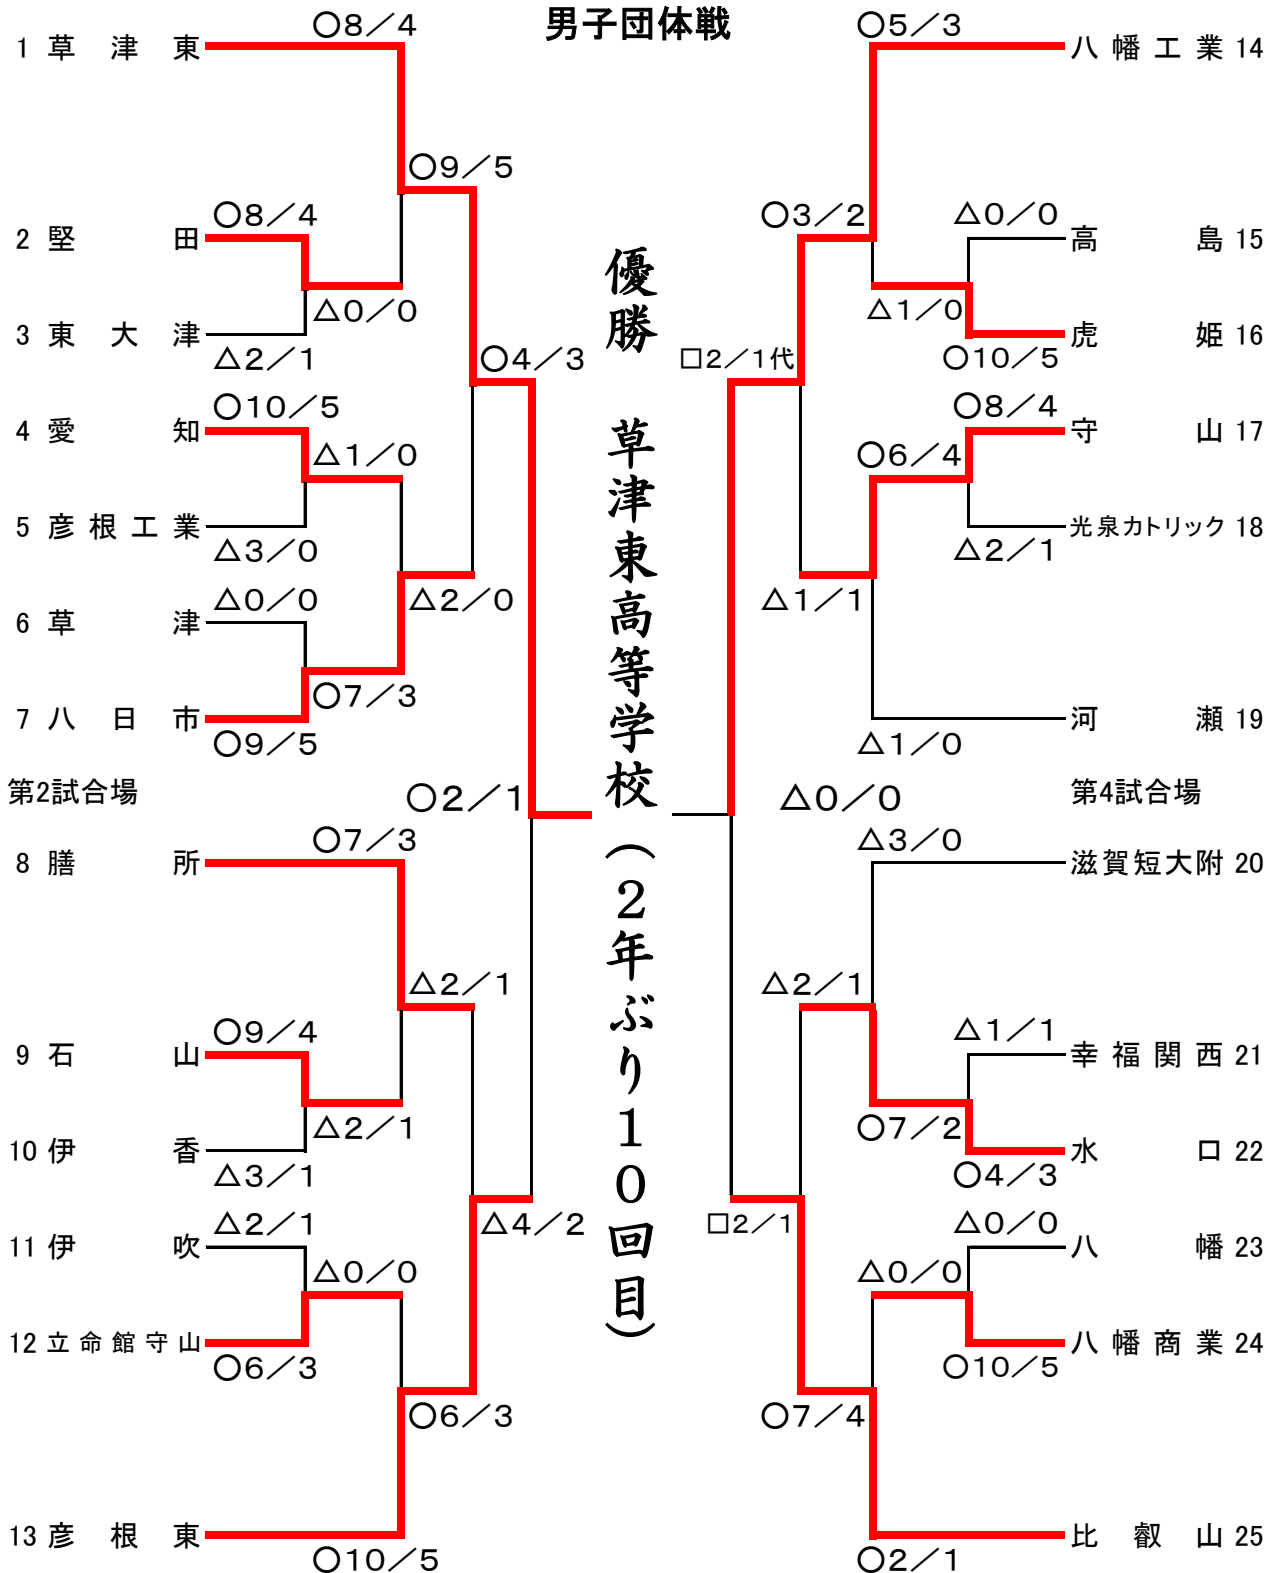 男子団体戦
○8／4
1 草津東
○9／5
○8／4
2 堅田
△0／0
3 東大津
△2／1
○4／3
○10／5
4 愛知
△1／0
5 彦根工業
△3／0
△0／0
6 草津
△2／0
○7／3
7 八日市
○9／5
第2試合場
○2／1
○7／3
8 膳所
△2／1
○9／4
9 石山
△2／1
10 伊香
△3／1
△2／1
11 伊吹
△4／2
△0／0
12 立命館守山
○6／3
○6／3
13 彦根東
○10／5
優勝 草津東高等学校（2年ぶり10回目）
○5／3
八幡工業 14
○3／2
△0／0
高島 15
△1／0
虎姫 16
○10／5
□2／1代
○8／4
守山 17
○6／4
光泉カトリック 18
△2／1
△1／1
河瀬 19
△1／0
△0／0
第4試合場
△3／0
滋賀短大附 20
△2／1
△1／1
幸福関西 21
○7／2
水口 22
○4／3
□2／1
△0／0
八幡 23
△0／0
八幡商業 24
○10／5
○7／4
比叡山 25
○2／1